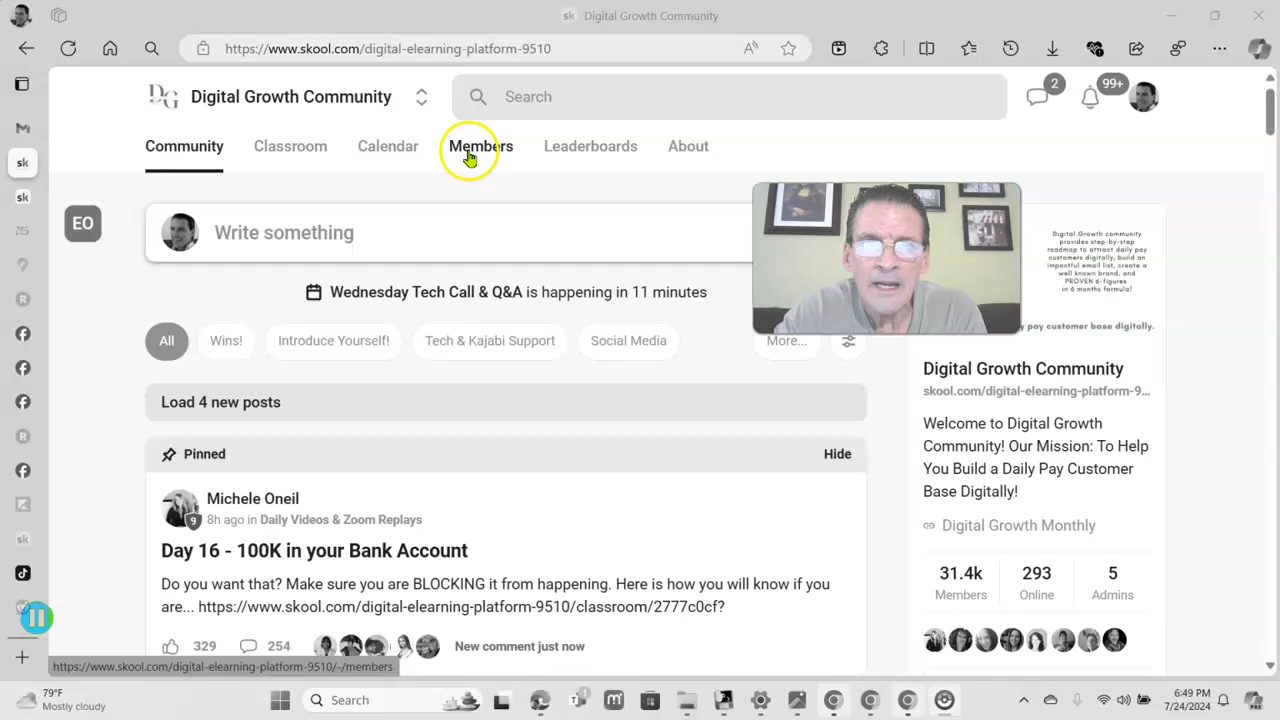 sk Digital Growth Community
https://www.skool.com/digital-elearning-platform-9510
DG Digital Growth Community
Search
2
99+
Community Classroom Calendar Members Leaderboards About
sk
sk
EO
Write something
Digital Growth community
provides step-by-step
roadmap to attract daily pay
customers digitally, build an
impactful email list, create a
well known brand, and
PROVEN 6-figures
in 6 months formula!
pay customer base digitally.
Wednesday Tech Call & Q&A is happening in 11 minutes
All Wins! Introduce Yourself! Tech & Kajabi Support Social Media More...
Load 4 new posts
Pinned Hide
Michele Oneil
9
8h ago in Daily Videos & Zoom Replays
Day 16 - 100K in your Bank Account
Do you want that? Make sure you are BLOCKING it from happening. Here is how you will know if you
are... https://www.skool.com/digital-elearning-platform-9510/classroom/2777c0cf?
329 254 New comment just now
Digital Growth Community
skool.com/digital-elearning-platform-9...
Welcome to Digital Growth
Community! Our Mission: To Help
You Build a Daily Pay Customer
Base Digitally!
Digital Growth Monthly
31.4k 293 5
Members Online Admins
sk
https://www.skool.com/digital-elearning-platform-9510/-/members
79°F
Mostly cloudy
Search
6:49 PM
7/24/2024